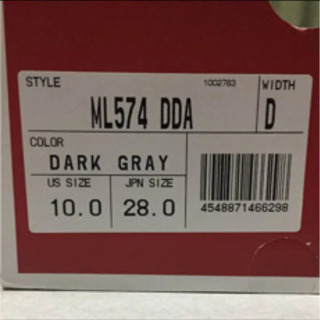 STYLE 1002783 WIDTH
ML574 DDA D
COLOR
DARK GRAY
US SIZE JPN SIZE
10.0 28.0
4548871466298